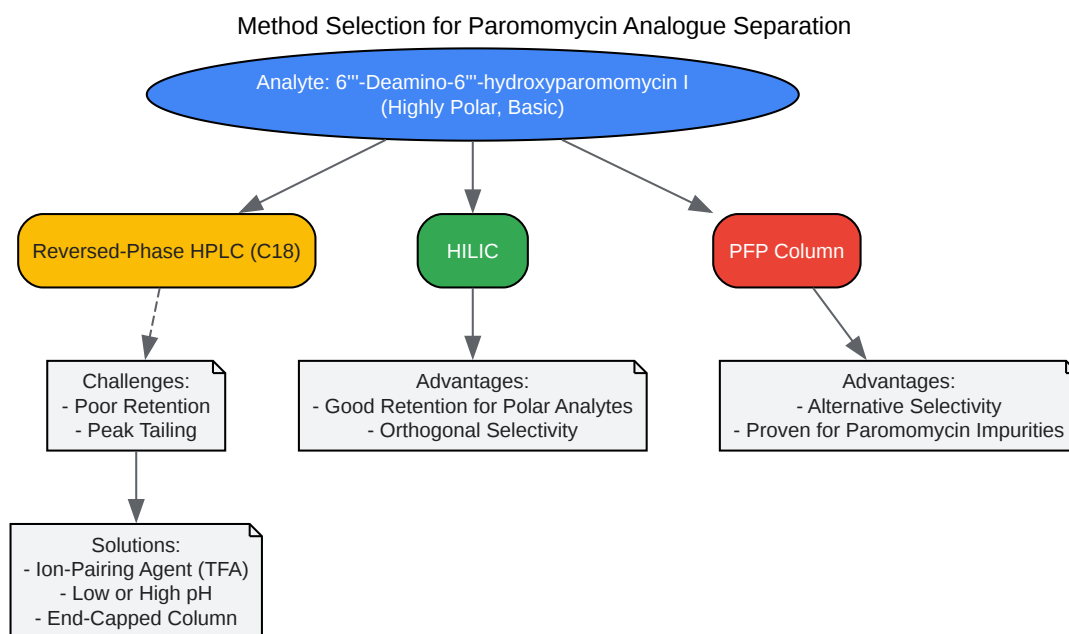 Method Selection for Paromomycin Analogue Separation
Analyte: 6'''-Deamino-6'''-hydroxyparomomycin I
(Highly Polar, Basic)
Reversed-Phase HPLC (C18)
HILIC
PFP Column
Challenges:
- Poor Retention
- Peak Tailing
Advantages:
- Good Retention for Polar Analytes
- Orthogonal Selectivity
Advantages:
- Alternative Selectivity
- Proven for Paromomycin Impurities
Solutions:
- Ion-Pairing Agent (TFA)
- Low or High pH
- End-Capped Column